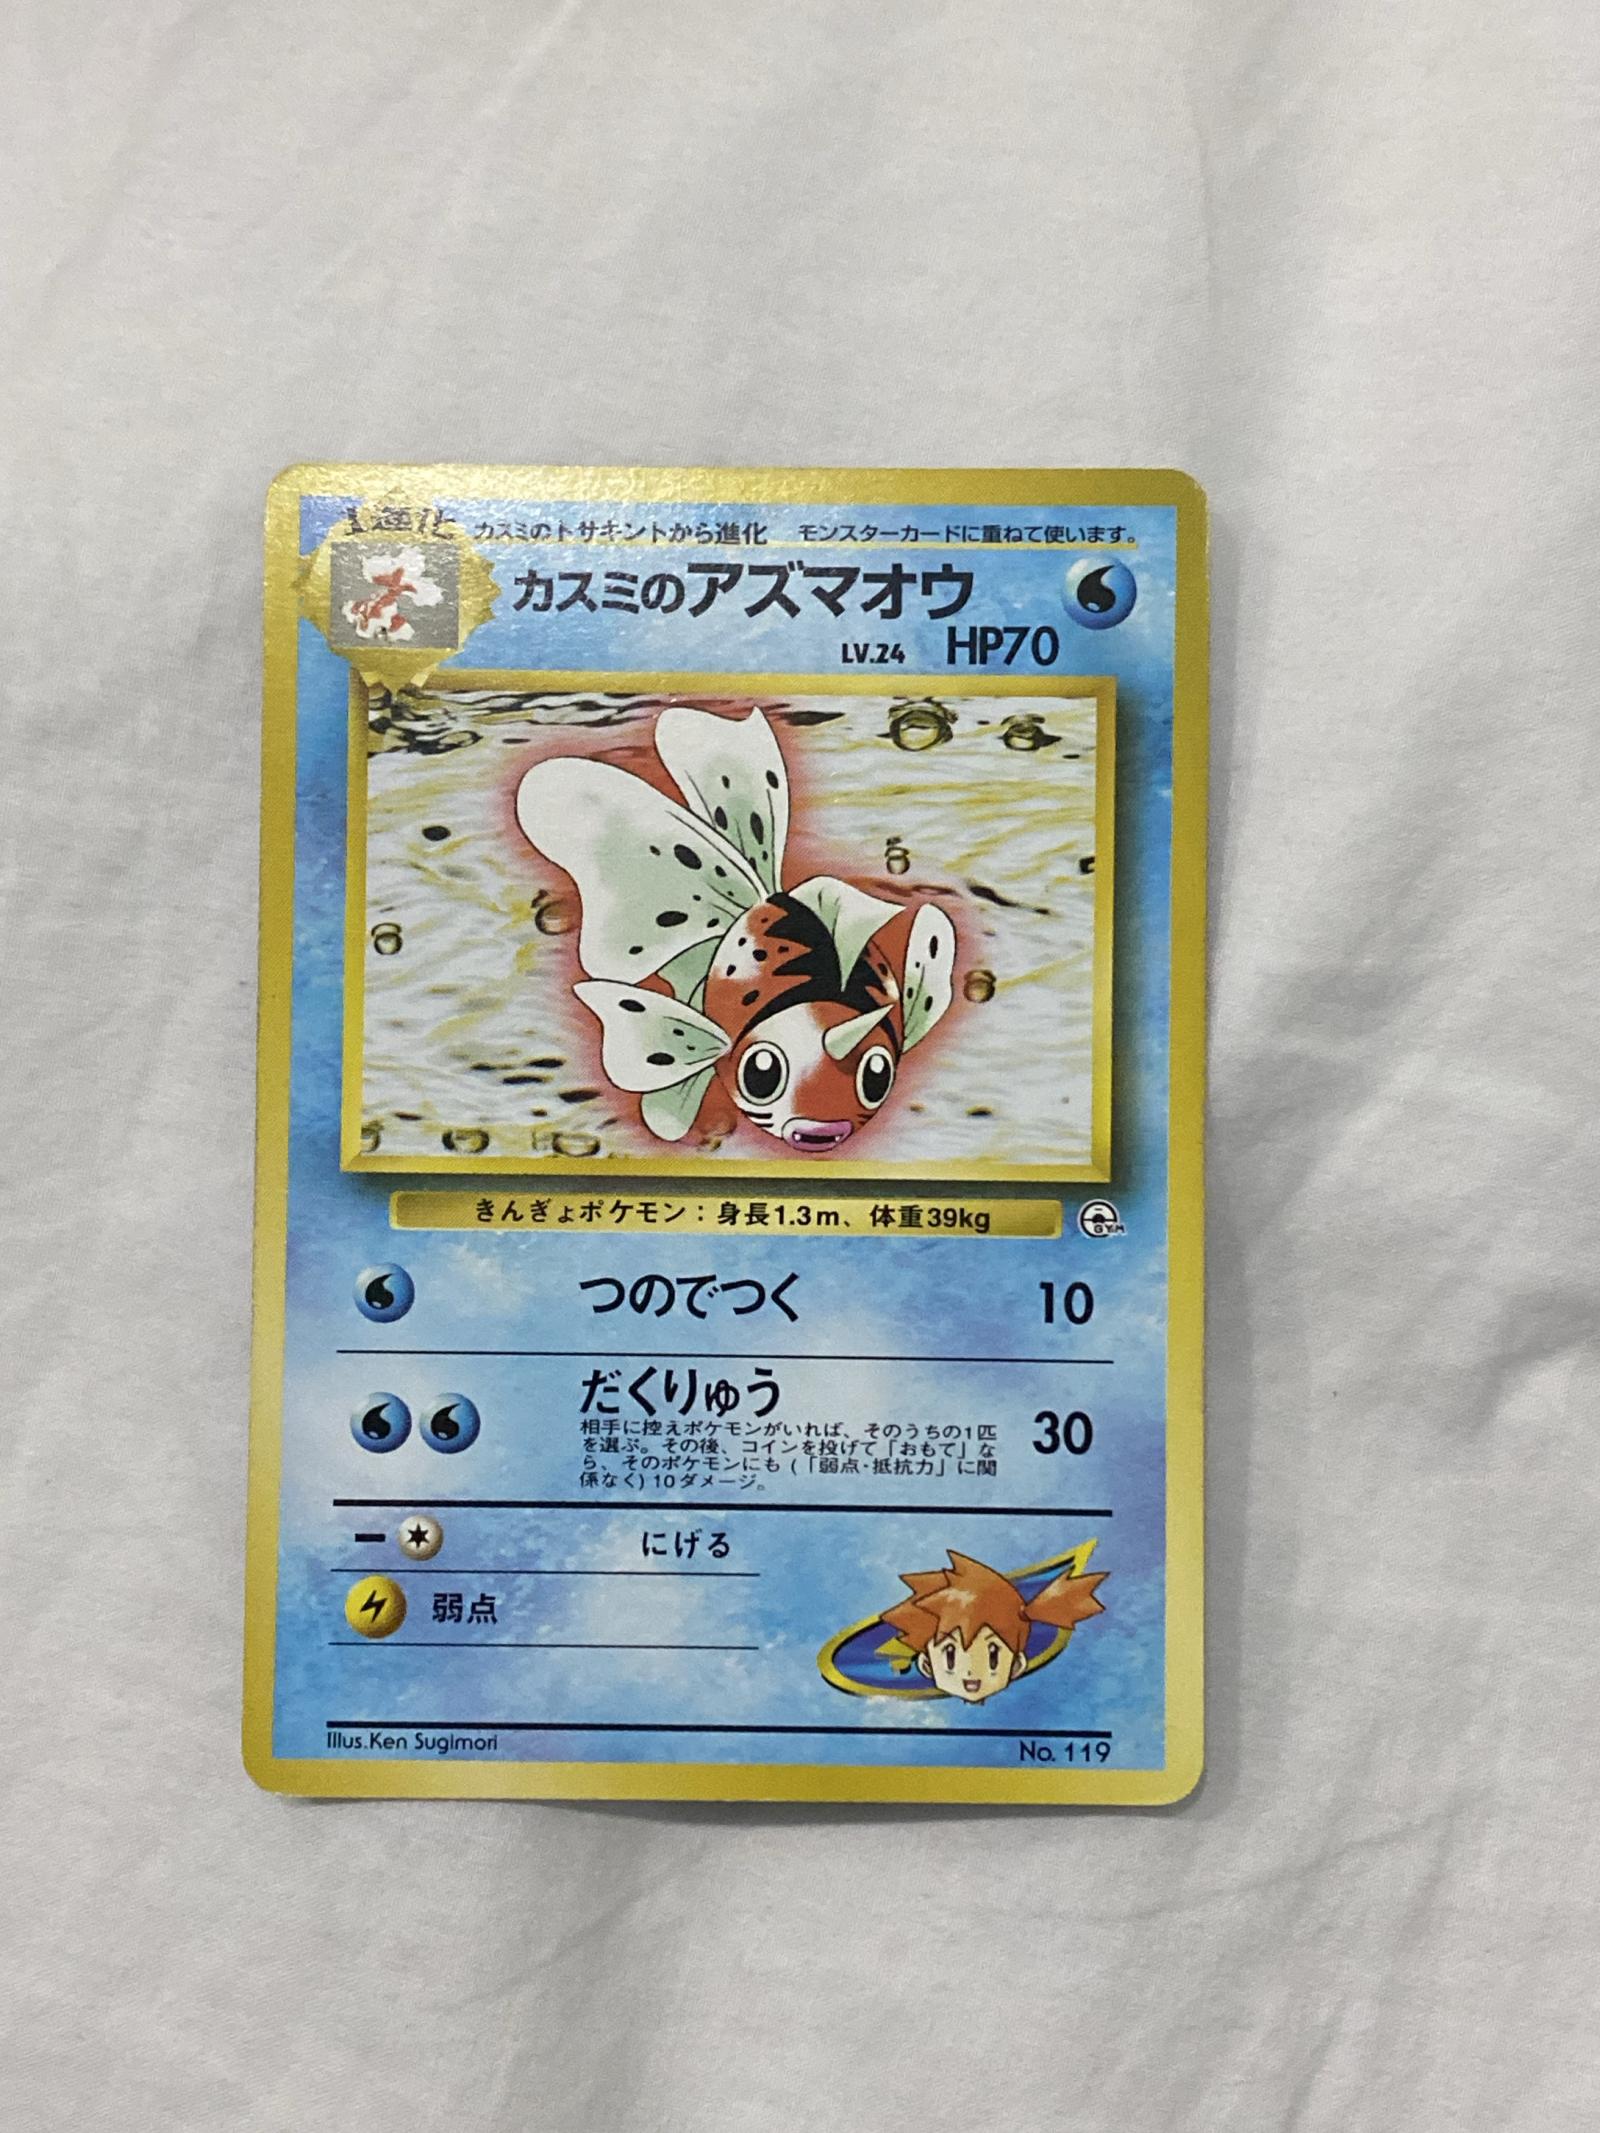 1進化 カスミのトサキントから進化 モンスターカードに重ねて使います。
カスミのアズマオウ
LV.24 HP70
きんぎょポケモン：身長1.3m、体重39kg
GYM
つのでつく 10
だくりゅう 30
相手に控えポケモンがいれば、そのうちの1匹
を選ぶ。その後、コインを投げて「おもて」な
ら、そのポケモンにも（「弱点・抵抗力」に関
係なく）10ダメージ。
にげる
弱点
Illus.Ken Sugimori
No. 119